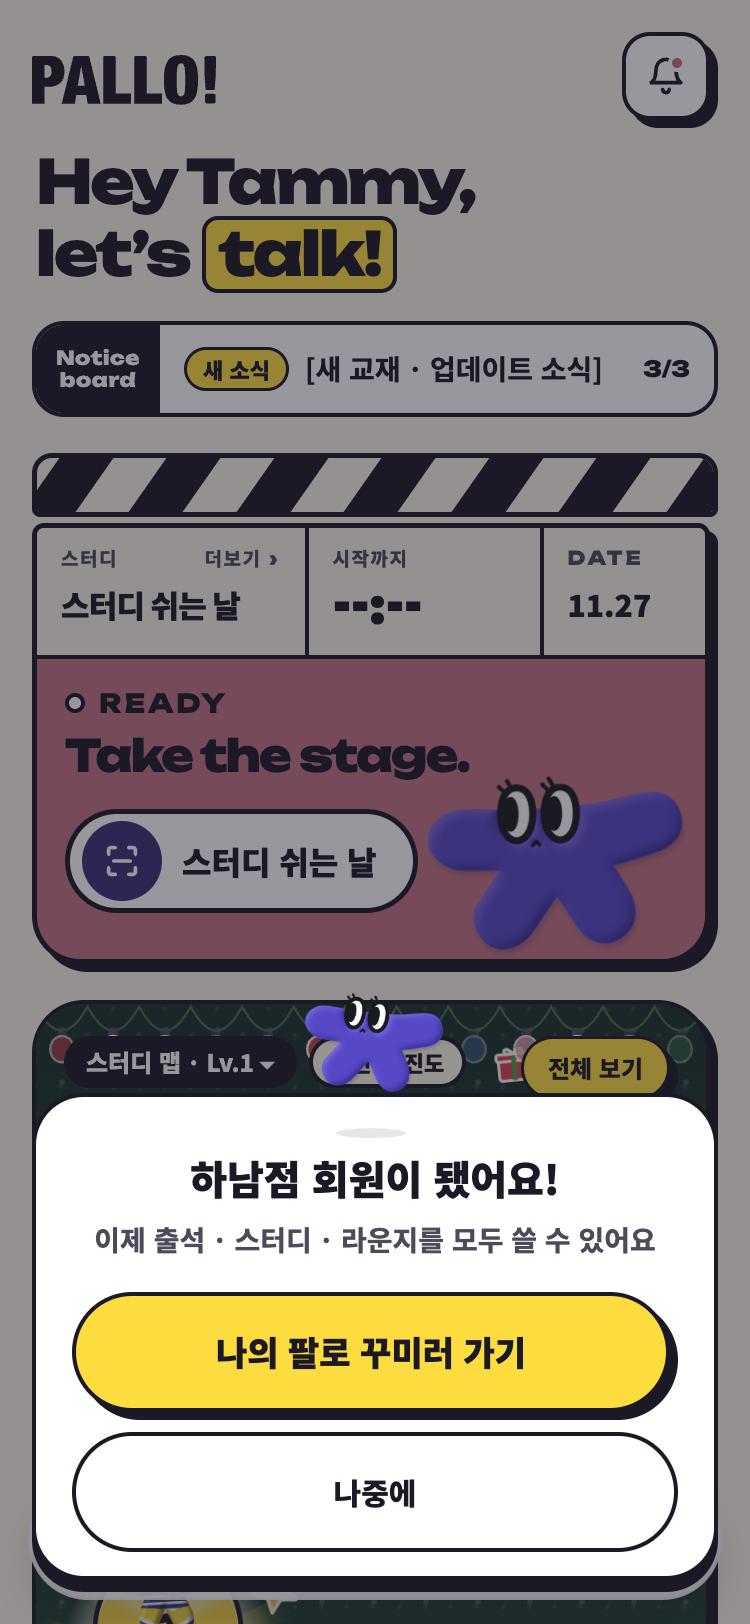 PALLO!
Hey Tammy,
let's talk!
Notice
board
새 소식
[새 교재 · 업데이트 소식]
3/3
스터디
더보기 ›
시작까지
DATE
스터디 쉬는 날
--:--
11.27
READY
Take the stage.
스터디 쉬는 날
스터디 맵 · Lv.1
진도
전체 보기
하남점 회원이 됐어요!
이제 출석 · 스터디 · 라운지를 모두 쓸 수 있어요
나의 팔로 꾸미러 가기
나중에